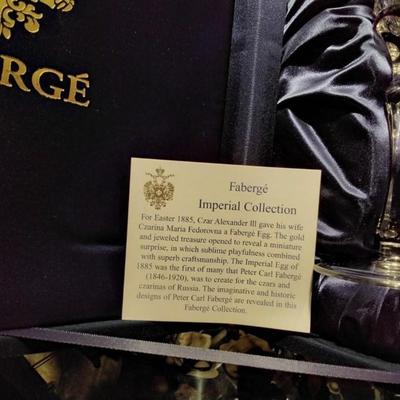 ERGÉ
Fabergé
Imperial Collection
For Easter 1885, Czar Alexander III gave his wife
Czarina Maria Fedorovna a Fabergé Egg. The gold
and jeweled treasure opened to reveal a miniature
surprise, in which sublime playfulness combined
with superb craftsmanship. The Imperial Egg of
1885 was the first of many that Peter Carl Fabergé
(1846-1920), was to create for the czars and
czarinas of Russia. The imaginative and historic
designs of Peter Carl Fabergé are revealed in this
Fabergé Collection.